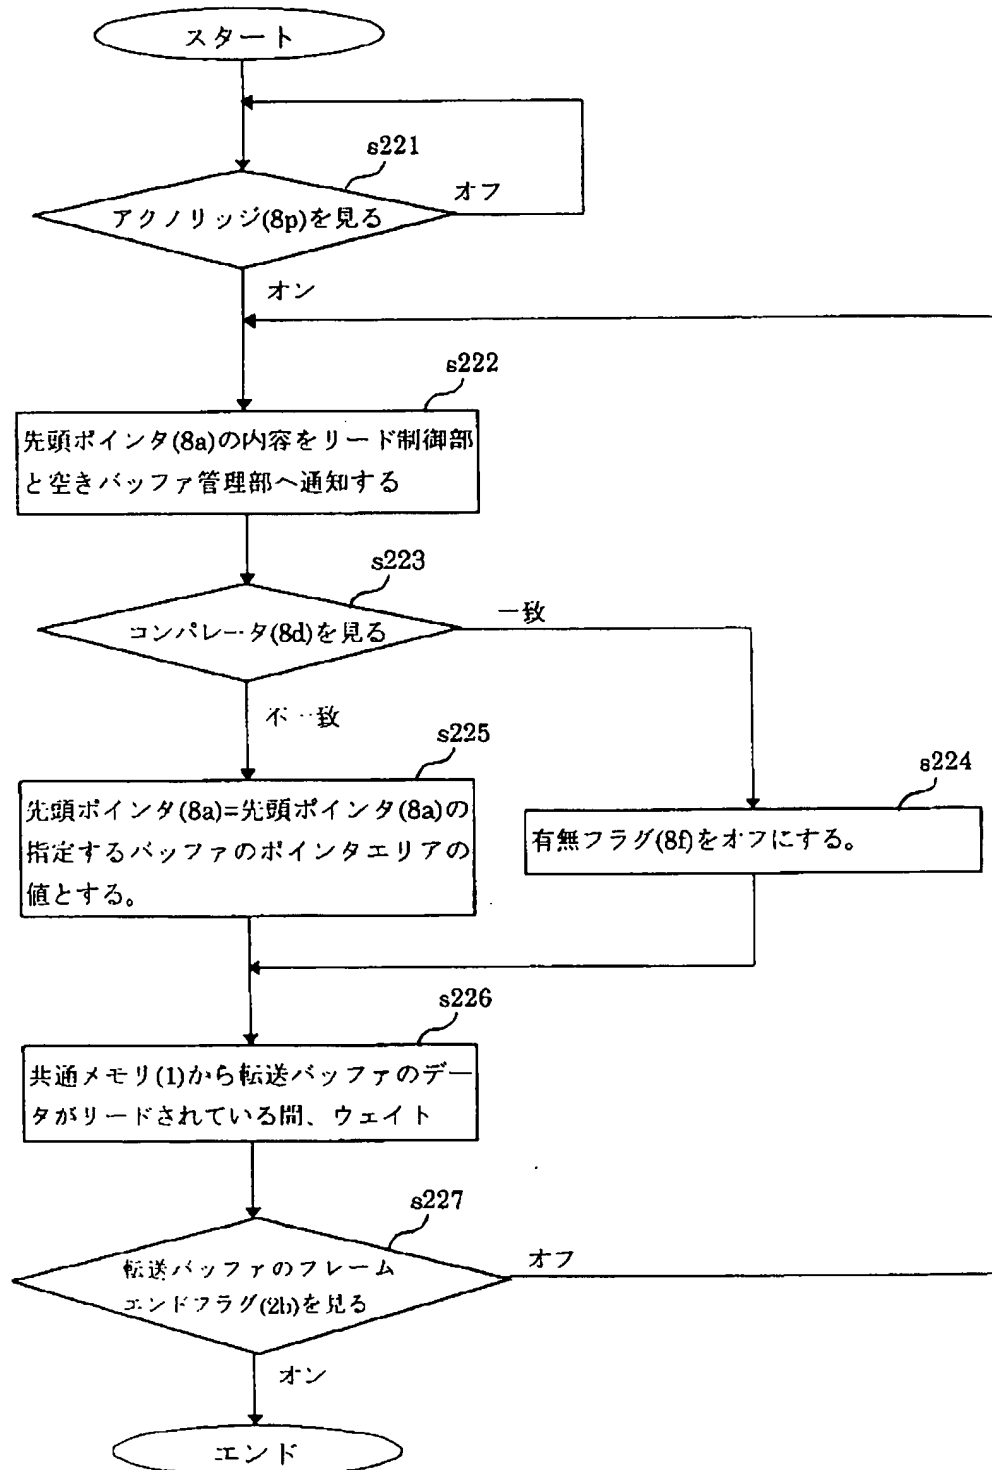 スタート
s221
アクノリッジ(8p)を見る
オフ
オン
s222
先頭ポインタ(8a)の内容をリード制御部
と空きバッファ管理部へ通知する
s223
コンパレータ(8d)を見る
一致
不一致
s225
先頭ポインタ(8a)=先頭ポインタ(8a)の
指定するバッファのポインタエリアの
値とする。
s224
有無フラグ(8f)をオフにする。
s226
共通メモリ(1)から転送バッファのデー
タがリードされている間、ウェイト
s227
転送バッファのフレーム
エンドフラグ(2b)を見る
オフ
オン
エンド